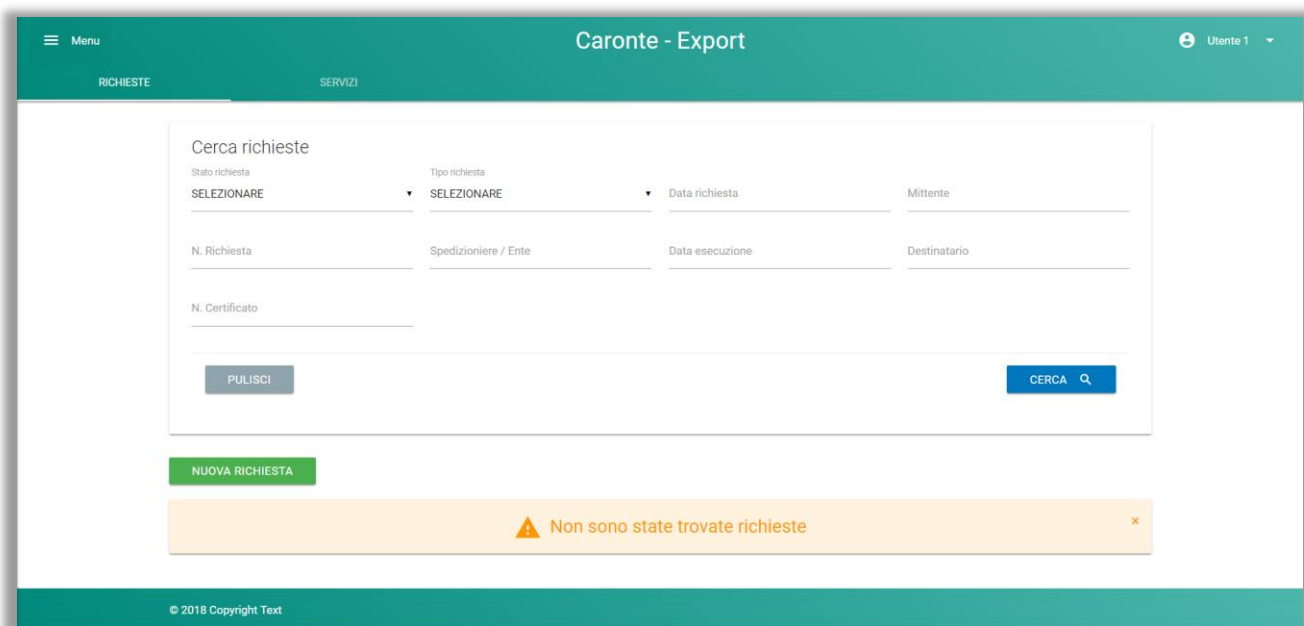 Menu
Caronte - Export
Utente 1
RICHIESTE
SERVIZI
Cerca richieste
Stato richiesta
Tipo richiesta
SELEZIONARE
SELEZIONARE
Data richiesta
Mittente
N. Richiesta
Spedizioniere / Ente
Data esecuzione
Destinatario
N. Certificato
PULISCI
CERCA
NUOVA RICHIESTA
Non sono state trovate richieste
x
© 2018 Copyright Text